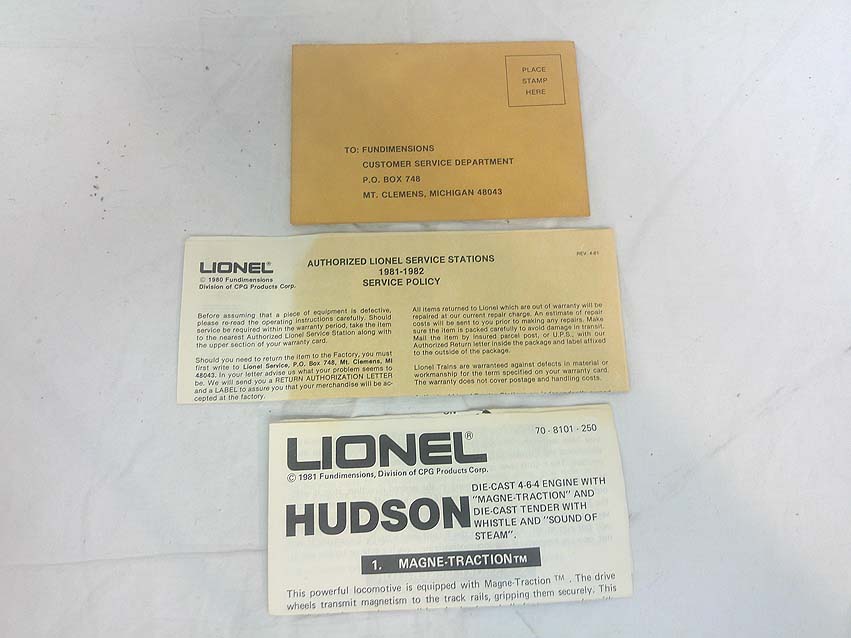 PLACE
STAMP
HERE
TO: FUNDIMENSIONS
CUSTOMER SERVICE DEPARTMENT
P.O. BOX 748
MT. CLEMENS, MICHIGAN 48043
LIONEL®
© 1980 Fundimensions
Division of CPG Products Corp.
AUTHORIZED LIONEL SERVICE STATIONS
1981-1982
SERVICE POLICY
REV. 4-81
Before assuming that a piece of equipment is defective,
please re-read the operating instructions carefully. Should
service be required within the warranty period, take the item
to the nearest Authorized Lionel Service Station along with
the upper section of your warranty card.
Should you need to return the item to the Factory, you must
first write to Lionel Service, P.O. Box 748, Mt. Clemens, MI
48043. In your letter advise us what your problem seems to
be. We will send you a RETURN AUTHORIZATION LETTER
and a LABEL to assure you that your merchandise will be ac-
cepted at the factory.
All items returned to Lionel which are out of warranty will be
repaired at our current repair charge. An estimate of repair
costs will be sent to you prior to making any repairs. Make
sure the item is packed carefully to avoid damage in transit.
Mail the item by Insured parcel post, or U.P.S., with our
Authorized Return letter inside the package and label affixed
to the outside of the package.
Lionel Trains are warranteed against defects in material or
workmanship for the term specified on your warranty card.
The warranty does not cover postage and handling costs.
ON
LIONEL®
© 1981 Fundimensions, Division of CPG Products Corp.
70-8101-250
HUDSON
DIE-CAST 4-6-4 ENGINE WITH
"MAGNE-TRACTION" AND
DIE-CAST TENDER WITH
WHISTLE AND "SOUND OF
STEAM".
1. MAGNE-TRACTION™
This powerful locomotive is equipped with Magne-Traction ™. The drive
wheels transmit magnetism to the track rails, gripping them securely. This